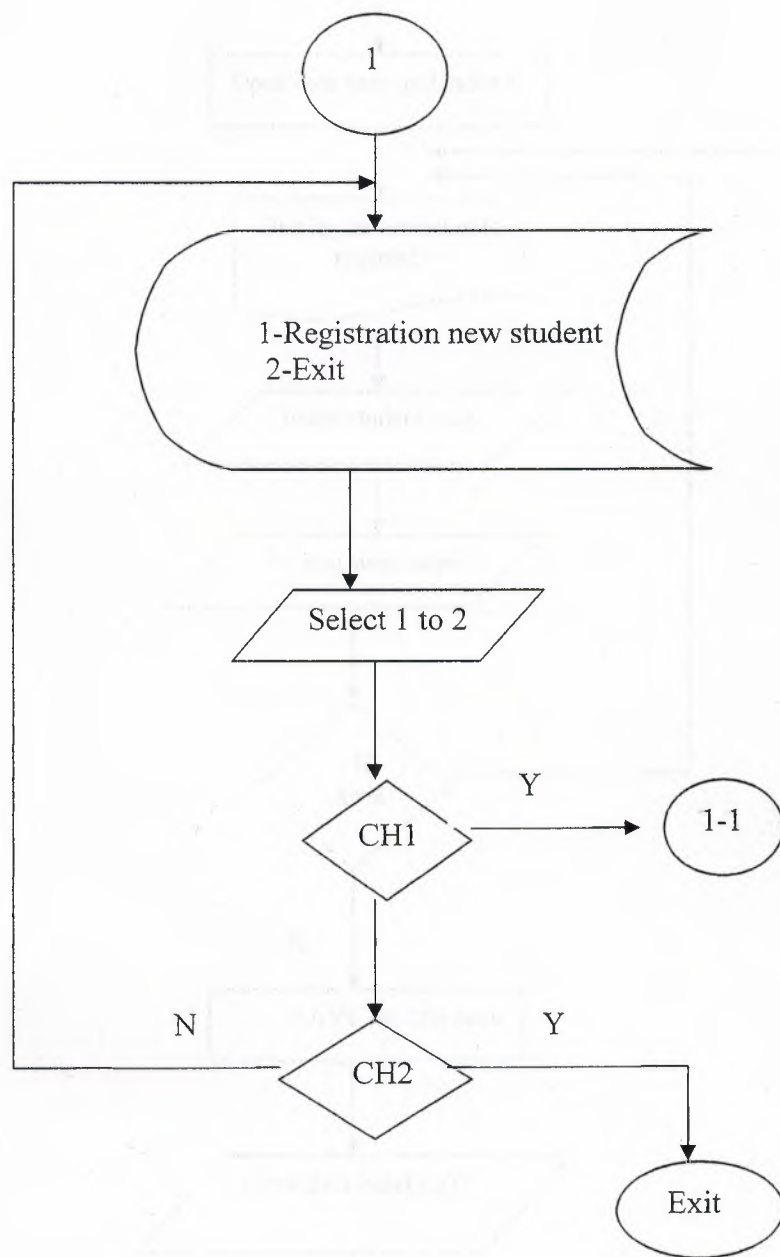 1
1-Registration new student
2-Exit
Select 1 to 2
Y
CH1
1-1
N
Y
CH2
Exit